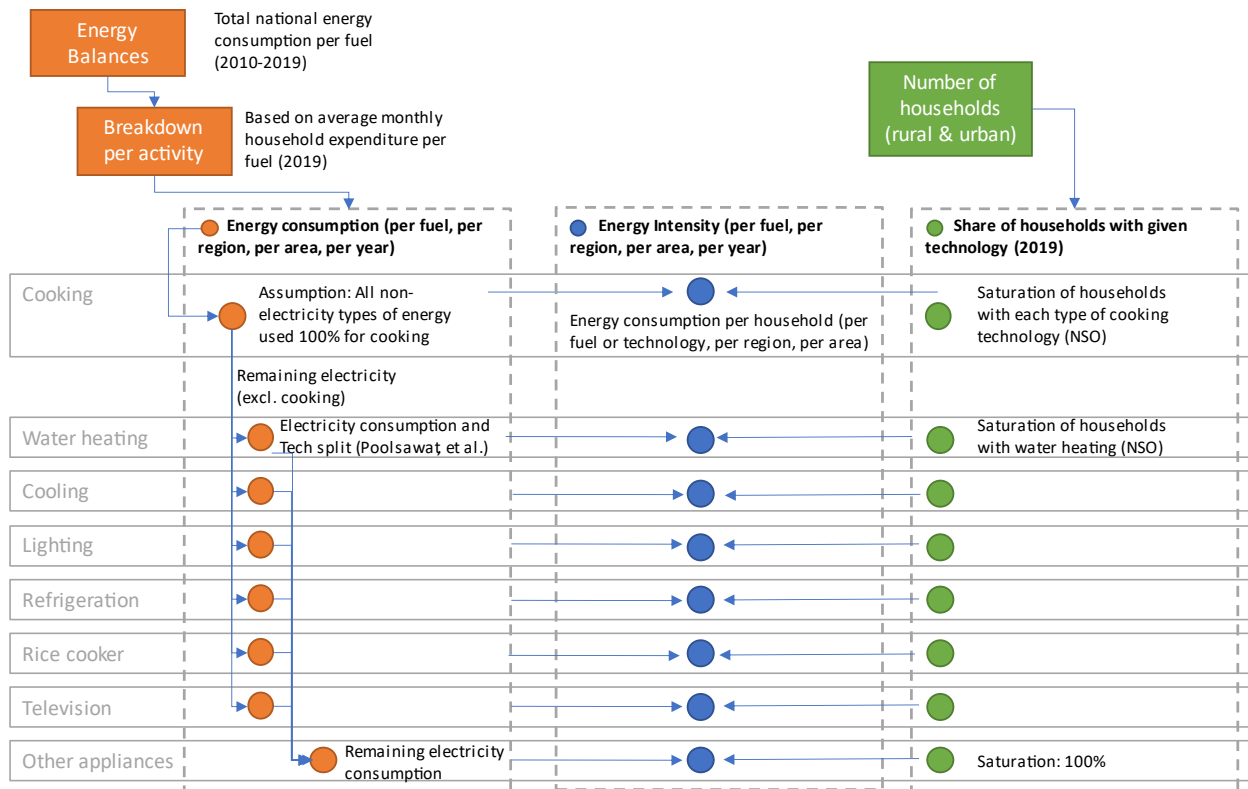 Energy
Balances
Total national energy
consumption per fuel
(2010-2019)
Breakdown
per activity
Based on average monthly
household expenditure per
fuel (2019)
Number of
households
(rural & urban)
Energy consumption (per fuel, per
region, per area, per year)
Energy Intensity (per fuel, per
region, per area, per year)
Share of households with given
technology (2019)
Cooking
Assumption: All non-
electricity types of energy
used 100% for cooking
Energy consumption per household (per
fuel or technology, per region, per area)
Saturation of households
with each type of cooking
technology (NSO)
Remaining electricity
(excl. cooking)
Water heating
Electricity consumption and
Tech split (Poolsawat, et al.)
Saturation of households
with water heating (NSO)
Cooling
Lighting
Refrigeration
Rice cooker
Television
Other appliances
Remaining electricity
consumption
Saturation: 100%